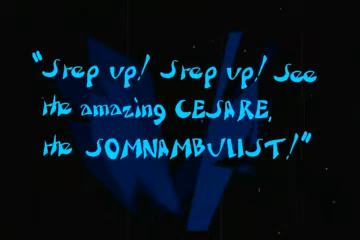 "Step up! Step up! See
the amazing CESARE,
the SOMNAMBULIST!"